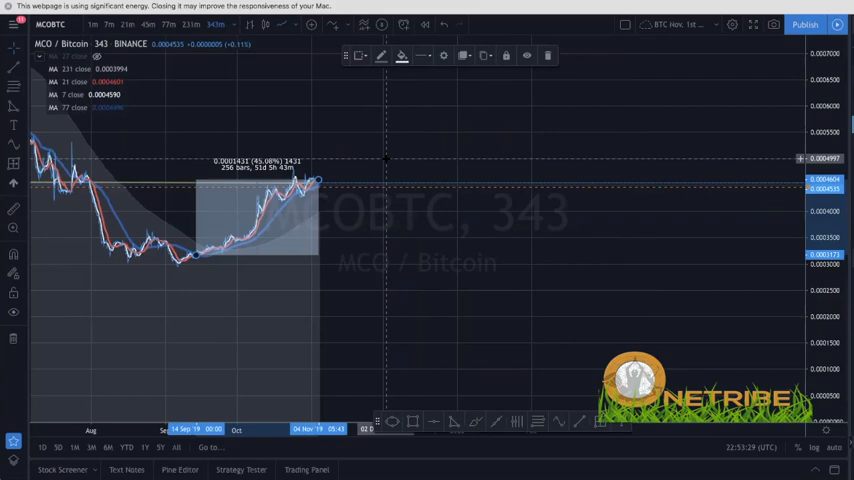 This webpage is using significant energy. Closing it may improve the responsiveness of your Mac.
11
MCOBTC
1m 7m 21m 45m 77m 231m 343m
BTC Nov. 1st ...
Publish
MCO / Bitcoin 343 BINANCE 0.0004535 +0.0000005 (+0.11%)
MA 27 close
MA 231 close 0.0003994
MA 21 close 0.0004601
MA 7 close 0.0004590
MA 77 close
0.0001431 (45.08%) 1431
256 bars, 51d 5h 43m
MCOBTC, 343
MCO / Bitcoin
0.0007000
0.0006500
0.0006000
0.0005500
0.0004997
0.0004604
0.0004535
0.0004000
0.0003500
0.0003173
0.0003000
0.0002500
0.0002000
0.0001500
0.0001000
ONETRIBE
Aug
14 Sep '19 00:00
Oct
04 Nov '19 05:43
02 D
1D 5D 1M 3M 6M YTD 1Y 5Y All Go to...
22:53:29 (UTC) % log auto
Stock Screener Text Notes Pine Editor Strategy Tester Trading Panel